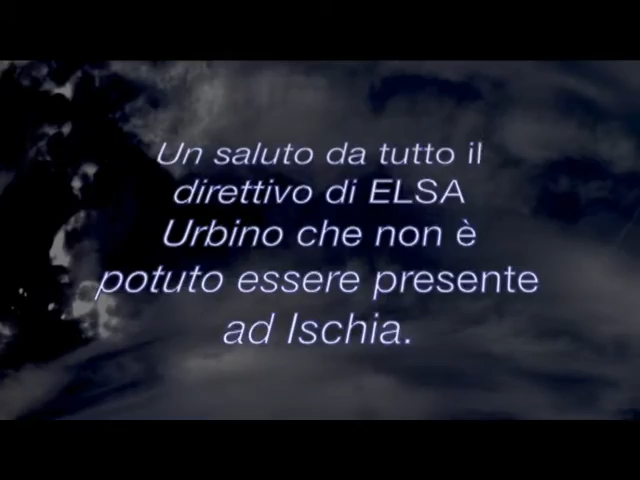 Un saluto da tutto il
direttivo di ELSA
Urbino che non è
potuto essere presente
ad Ischia.